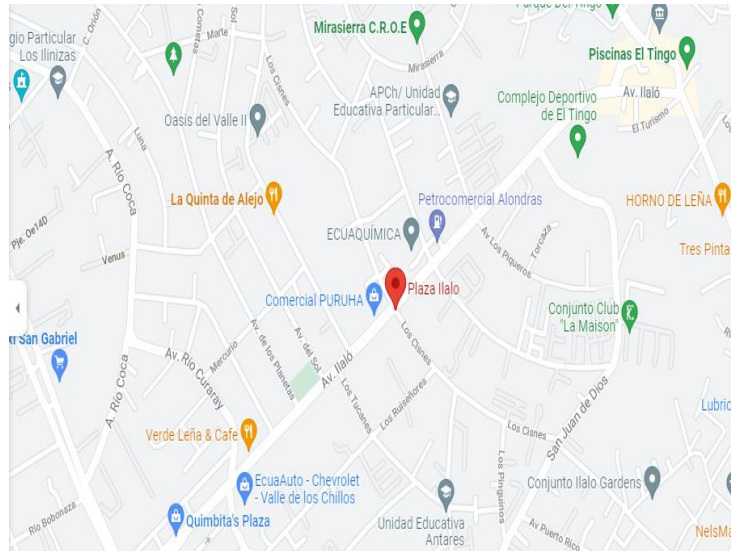 Parque Del Tingo
Mirasierra C.R.O.E
gio Particular
Los Ilinizas
C. Orión
Cometas
Marte
Sol
Los Cisnes
Mirasierra
Piscinas El Tingo
APCh/ Unidad
Educativa Particular...
Complejo Deportivo
de El Tingo
Av. Ilaló
El Turismo
Oasis del Valle II
Luna
A. Río Coca
La Quinta de Alejo
Petrocomercial Alondras
HORNO DE LEÑA
Pje. Oe14D
Venus
ECUAQUÍMICA
Av Los Piqueros
Torcaza
Tres Pinta
Comercial PURUHA
Plaza Ilalo
Conjunto Club
"La Maison"
San Gabriel
Mercurio
Av. de los Planetas
Av. del Sol
Los Cisnes
Av. Río Curaray
A. Río Coca
Av. Ilaló
Los Tucanes
Los Ruiseñores
Los Cisnes
San Juan de Dios
Lubric
Verde Leña & Cafe
Los Pinguinos
EcuaAuto - Chevrolet
- Valle de los Chillos
Conjunto Ilalo Gardens
Rio Bobonaza
Quimbita's Plaza
Unidad Educativa
Antares
Av Puerto Rico
NelsMa